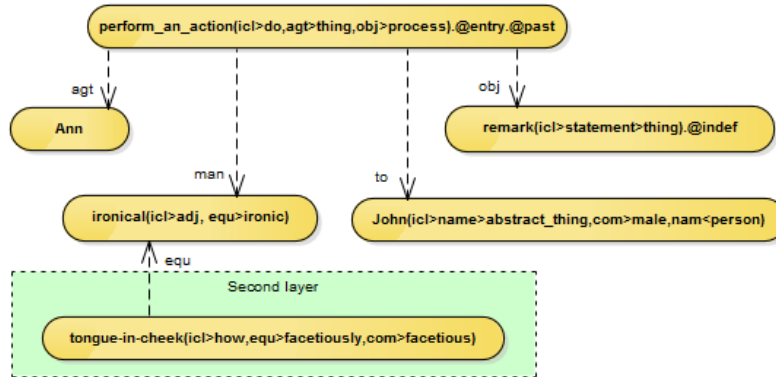 perform_an_action(icl>do,agt>thing,obj>process).@entry.@past
agt
obj
Ann
remark(icl>statement>thing).@indef
man
to
ironical(icl>adj, equ>ironic)
John(icl>name>abstract_thing,com>male,nam<person)
equ
Second layer
tongue-in-cheek(icl>how,equ>facetiously,com>facetious)